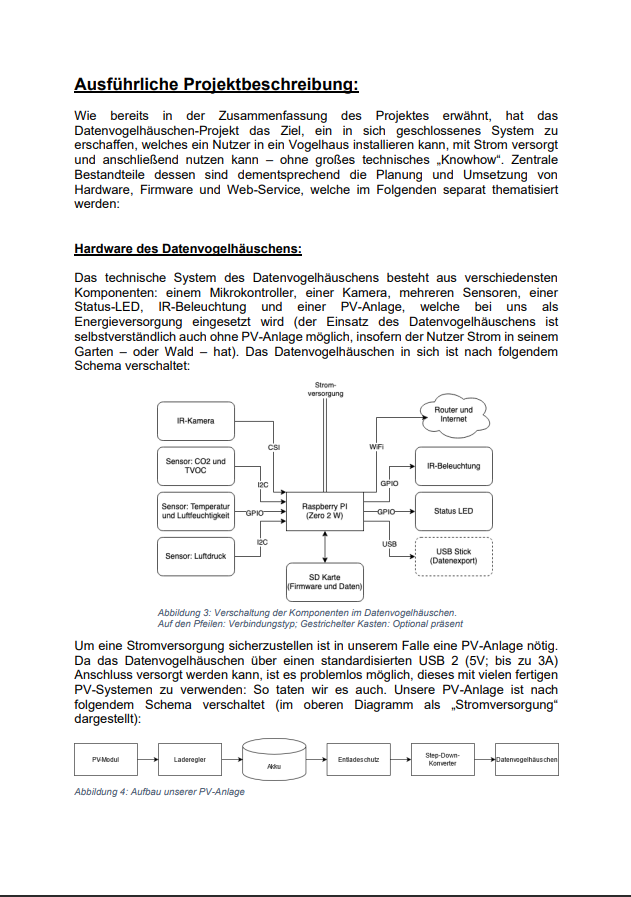 Ausführliche Projektbeschreibung:
Wie bereits in der Zusammenfassung des Projektes erwähnt, hat das
Datenvogelhäuschen-Projekt das Ziel, ein in sich geschlossenes System zu
erschaffen, welches ein Nutzer in ein Vogelhaus installieren kann, mit Strom versorgt
und anschließend nutzen kann – ohne großes technisches „Knowhow“. Zentrale
Bestandteile dessen sind dementsprechend die Planung und Umsetzung von
Hardware, Firmware und Web-Service, welche im Folgenden separat thematisiert
werden:
Hardware des Datenvogelhäuschens:
Das technische System des Datenvogelhäuschens besteht aus verschiedensten
Komponenten: einem Mikrokontroller, einer Kamera, mehreren Sensoren, einer
Status-LED, IR-Beleuchtung und einer PV-Anlage, welche bei uns als
Energieversorgung eingesetzt wird (der Einsatz des Datenvogelhäuschens ist
selbstverständlich auch ohne PV-Anlage möglich, insofern der Nutzer Strom in seinem
Garten – oder Wald – hat). Das Datenvogelhäuschen in sich ist nach folgendem
Schema verschaltet:
Strom-
versorgung
IR-Kamera
Router und
Internet
CSI
WiFi
Sensor: CO2 und
TVOC
IR-Beleuchtung
I2C
GPIO
Sensor: Temperatur
und Luftfeuchtigkeit
GPIO
Raspberry PI
(Zero 2 W)
GPIO
Status LED
I2C
USB
Sensor: Luftdruck
USB Stick
(Datenexport)
SD Karte
(Firmware und Daten)
Abbildung 3: Verschaltung der Komponenten im Datenvogelhäuschen.
Auf den Pfeilen: Verbindungstyp; Gestrichelter Kasten: Optional präsent
Um eine Stromversorgung sicherzustellen ist in unserem Falle eine PV-Anlage nötig.
Da das Datenvogelhäuschen über einen standardisierten USB 2 (5V; bis zu 3A)
Anschluss versorgt werden kann, ist es problemlos möglich, dieses mit vielen fertigen
PV-Systemen zu verwenden: So taten wir es auch. Unsere PV-Anlage ist nach
folgendem Schema verschaltet (im oberen Diagramm als „Stromversorgung“
dargestellt):
PV-Modul
Laderegler
Akku
Entladeschutz
Step-Down-
Konverter
Datenvogelhäuschen
Abbildung 4: Aufbau unserer PV-Anlage